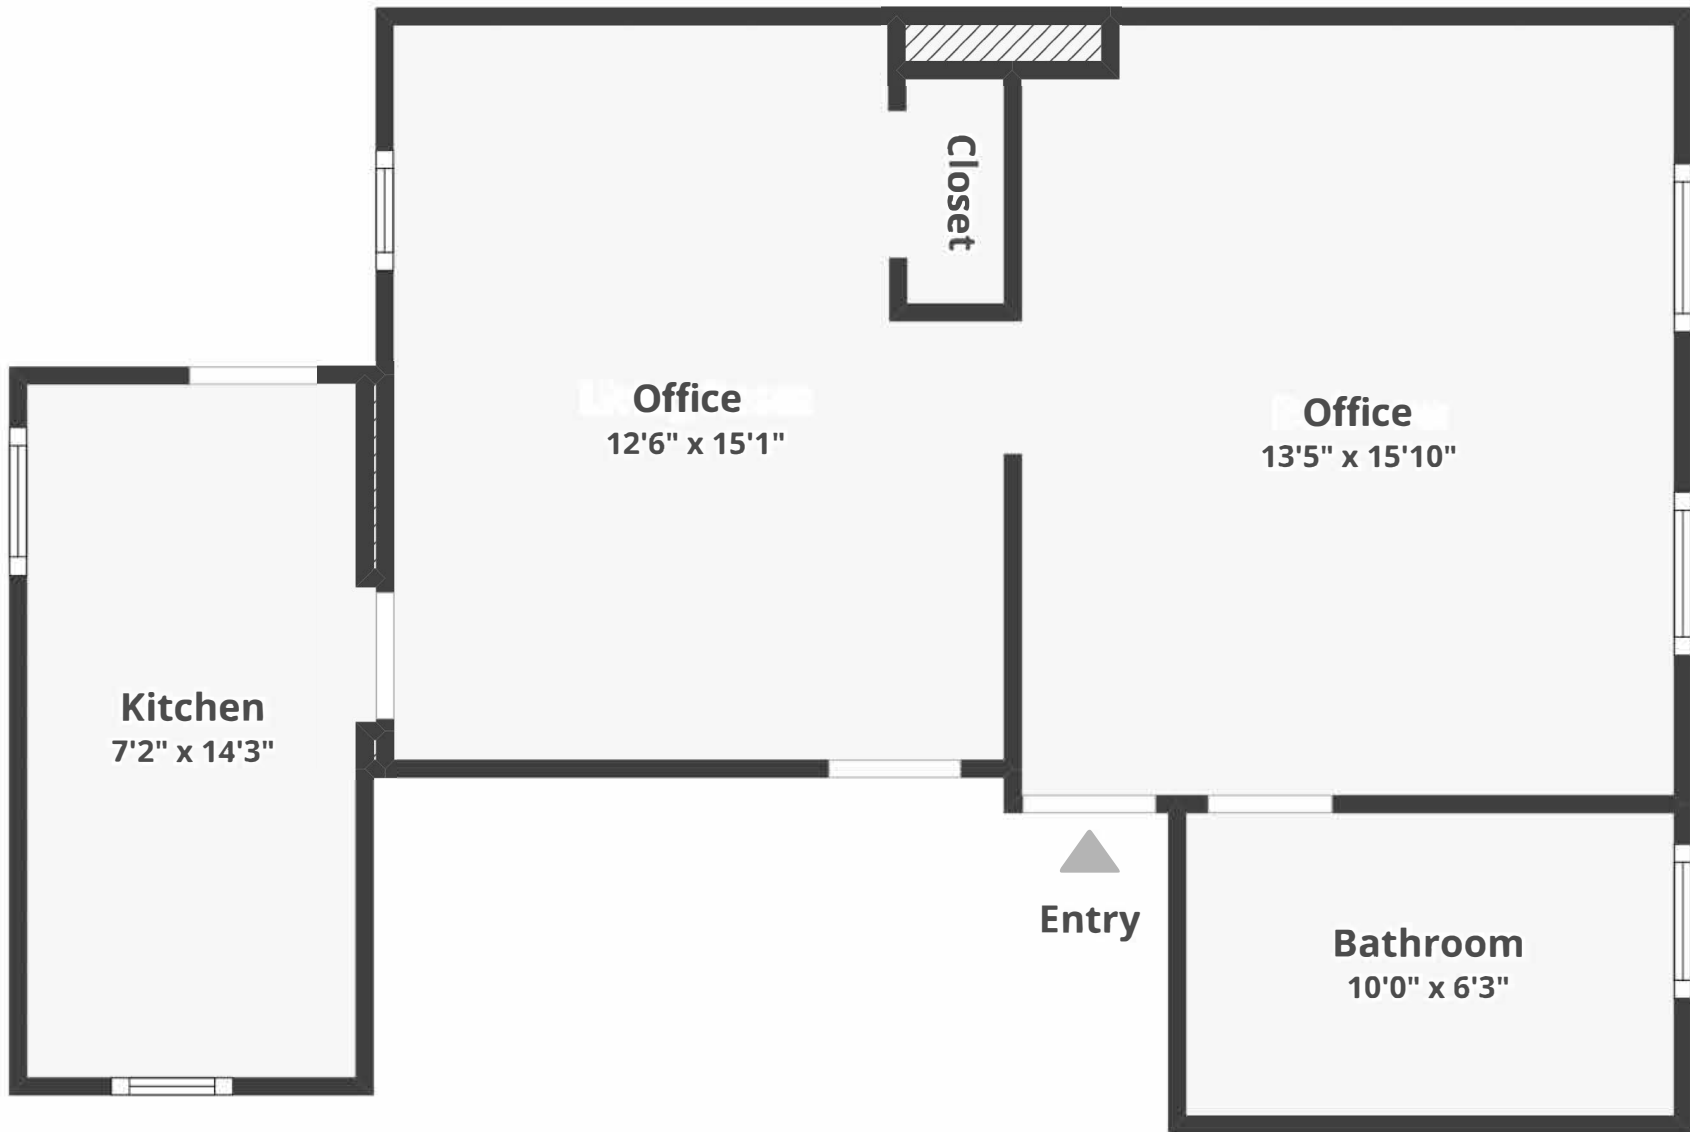 Closet
Office
12'6" x 15'1"
Office
13'5" x 15'10"
Kitchen
7'2" x 14'3"
Entry
Bathroom
10'0" x 6'3"